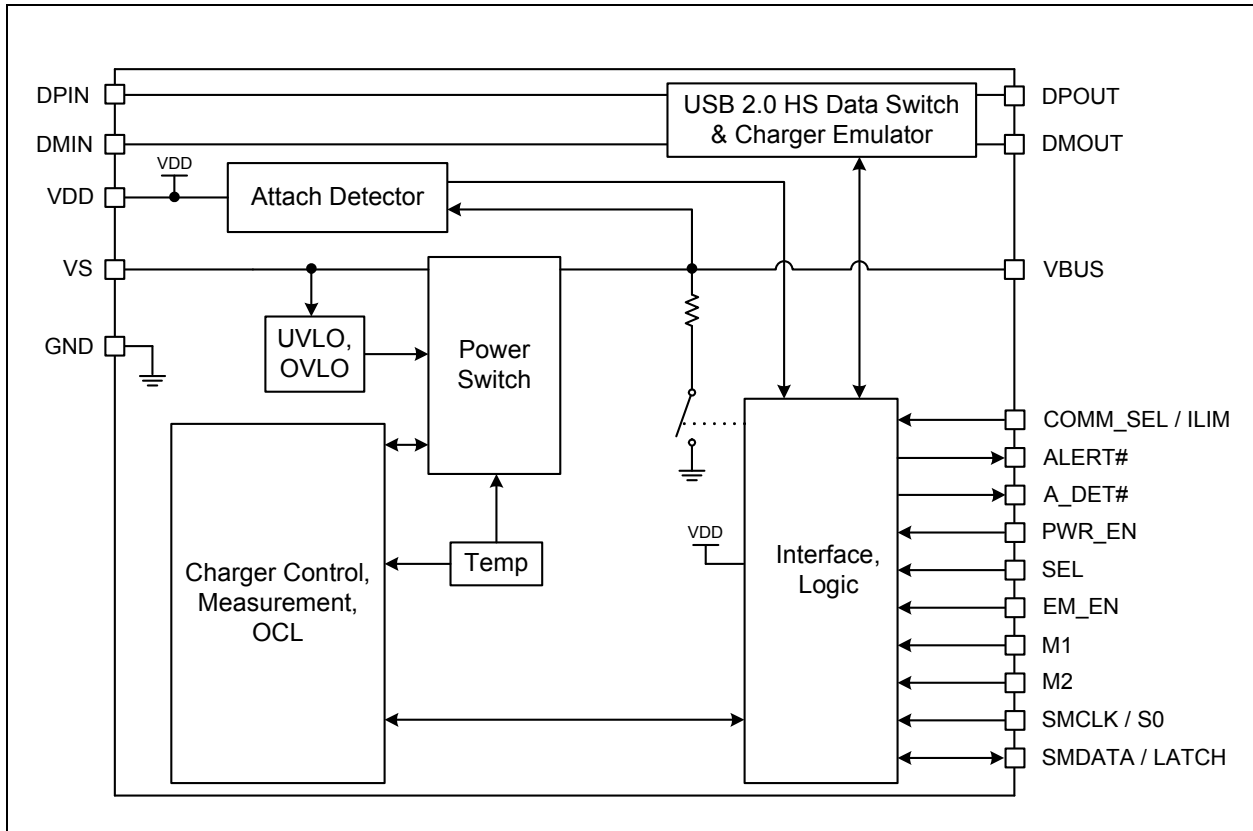 DPIN
DMIN
VDD
VDD
VS
GND
USB 2.0 HS Data Switch
& Charger Emulator
DPOUT
DMOUT
Attach Detector
VBUS
UVLO,
OVLO
Power
Switch
Charger Control,
Measurement,
OCL
Temp
VDD
Interface,
Logic
COMM_SEL / ILIM
ALERT#
A_DET#
PWR_EN
SEL
EM_EN
M1
M2
SMCLK / S0
SMDATA / LATCH